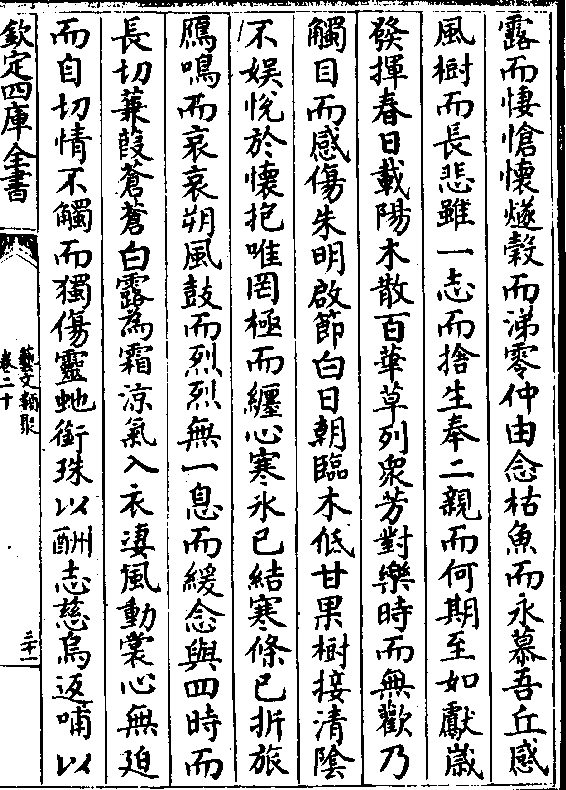 露而悽愴懷燧榖而涕零仲由念枯魚而永慕吾丘感
風樹而長悲雖一志而捨生奉二親而何期至如獻歲
發揮春日載陽木散百華草列衆芳對樂時而無歡乃
觸目而感傷朱明啟節白日朝臨木低甘果樹接清陰
不娱悅於懷抱唯罔極而纏心寒氷已結寒條已折旅
鴈鳴而哀哀朔風鼓而烈烈無一息而緩念與四時而
長切蒹葭蒼蒼白露為霜涼氣入衣凄風動裳心無迫
而自切情不觸而獨傷靈虵銜珠以酬志慈烏返哺以
欽定四庫全書
藝文類聚
卷二十
三十一